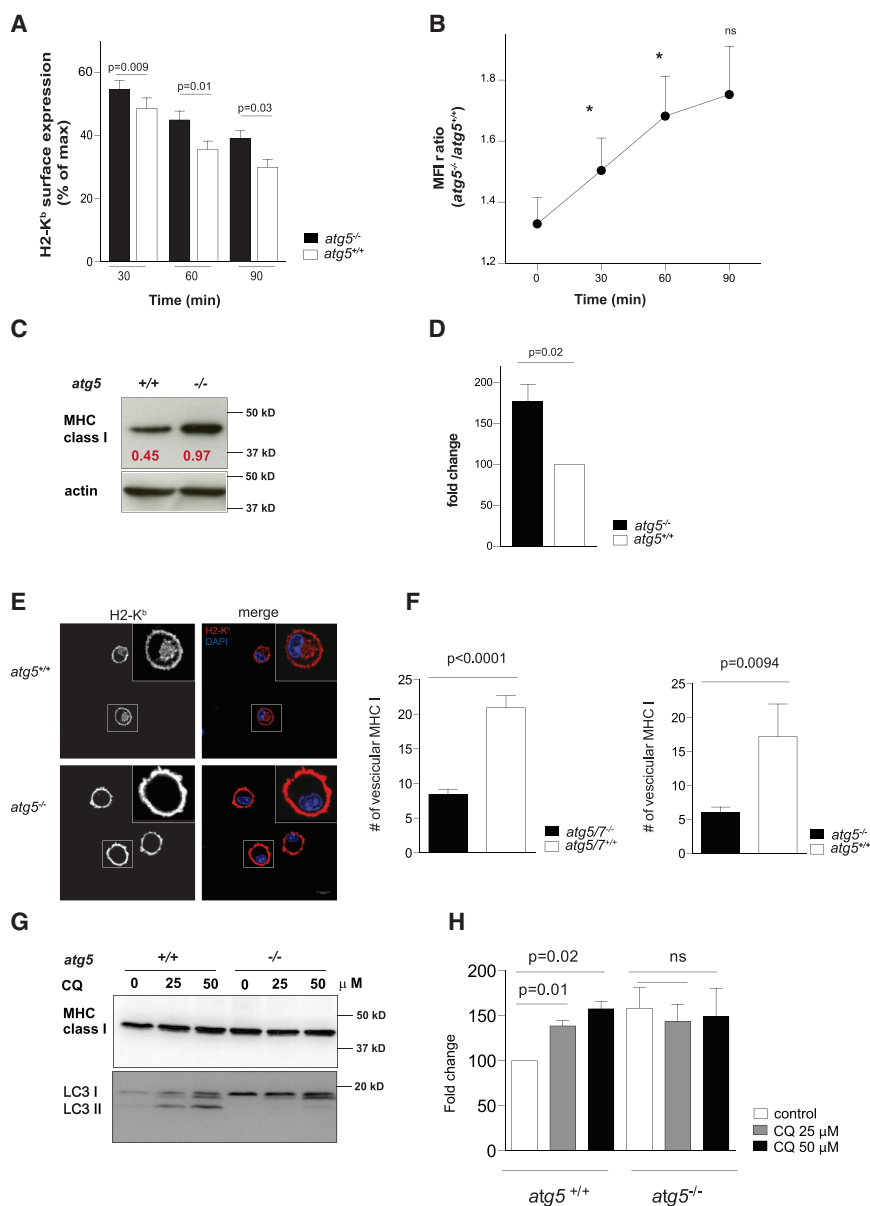 A
H2-Kᵇ surface expression
(% of max)
60
40
20
0
p=0.009
p=0.01
p=0.03
30
60
90
Time (min)
atg5-/-
atg5+/+
B
MFI ratio
(atg5-/- /atg5+/+)
1.8
1.6
1.4
1.2
*
*
ns
0
30
60
90
Time (min)
C
atg5
+/+
-/-
MHC
class I
0.45
0.97
50 kD
37 kD
actin
50 kD
37 kD
D
p=0.02
fold change
200
150
100
50
0
atg5-/-
atg5+/+
E
H2-Kᵇ
merge
H2-Kᵇ
DAPI
atg5+/+
atg5-/-
F
p<0.0001
# of vescicular MHC I
25
20
15
10
5
0
atg5/7-/-
atg5/7+/+
p=0.0094
# of vescicular MHC I
25
20
15
10
5
0
atg5-/-
atg5+/+
G
atg5
+/+
-/-
CQ
0 25 50 0 25 50 μ M
MHC
class I
50 kD
37 kD
LC3 I
LC3 II
20 kD
H
p=0.02
p=0.01
ns
Fold change
200
150
100
50
0
control
CQ 25 μM
CQ 50 μM
atg5 +/+
atg5-/-